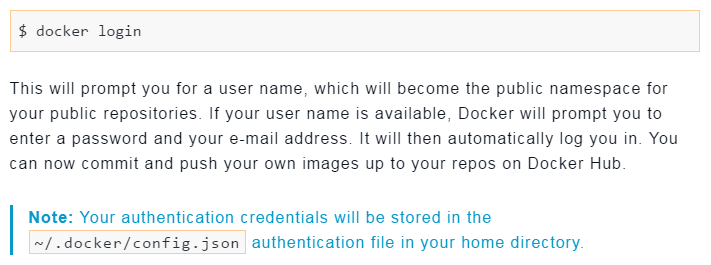 $ docker login
This will prompt you for a user name, which will become the public namespace for
your public repositories. If your user name is available, Docker will prompt you to
enter a password and your e-mail address. It will then automatically log you in. You
can now commit and push your own images up to your repos on Docker Hub.
Note: Your authentication credentials will be stored in the
~/.docker/config.json authentication file in your home directory.